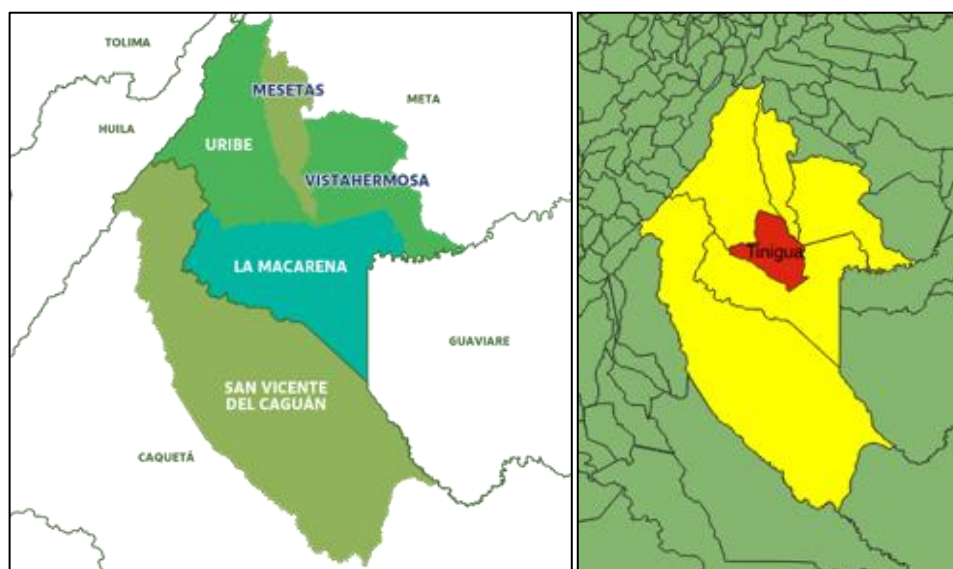 TOLIMA
MESETAS
META
HUILA
URIBE
VISTAHERMOSA
LA MACARENA
GUAVIARE
SAN VICENTE
DEL CAGUÁN
CAQUETÁ
Tinigua